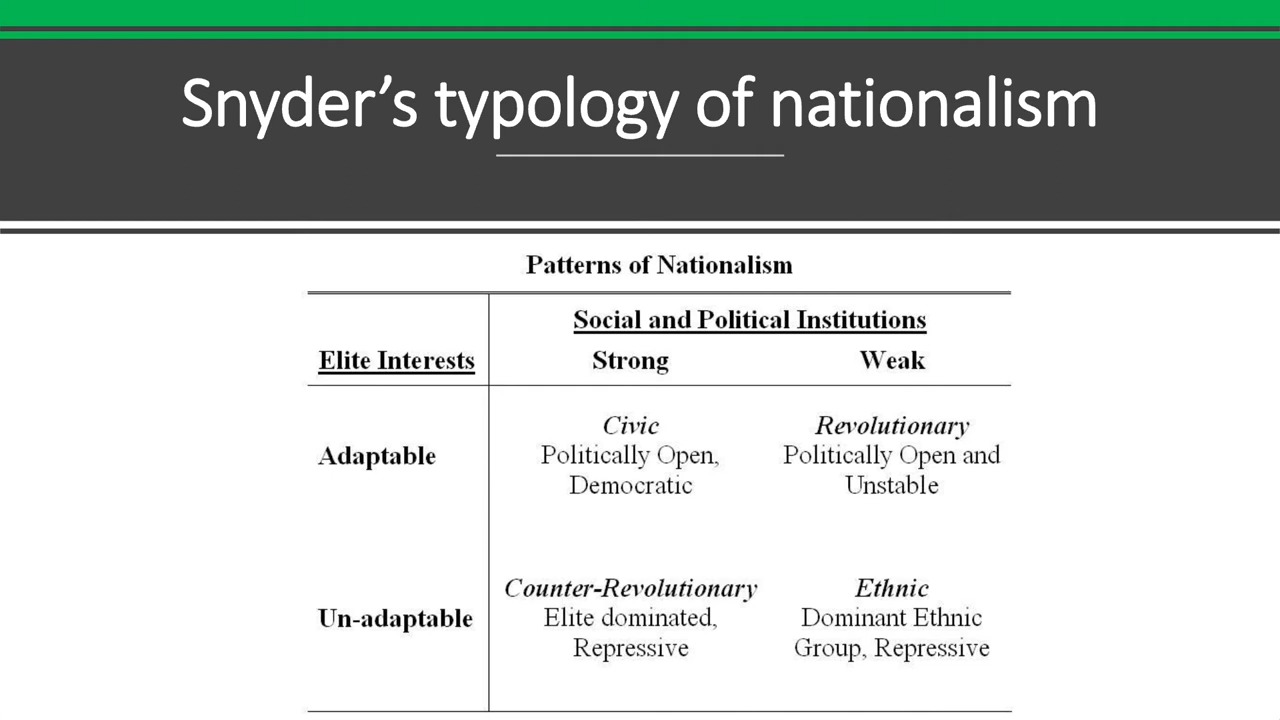 Snyder’s typology of nationalism
Patterns of Nationalism
Social and Political Institutions
Elite Interests Strong Weak
Civic Revolutionary
Adaptable Politically Open, Politically Open and
Democratic Unstable
Counter-Revolutionary Ethnic
Un-adaptable Elite dominated, Dominant Ethnic
Repressive Group, Repressive